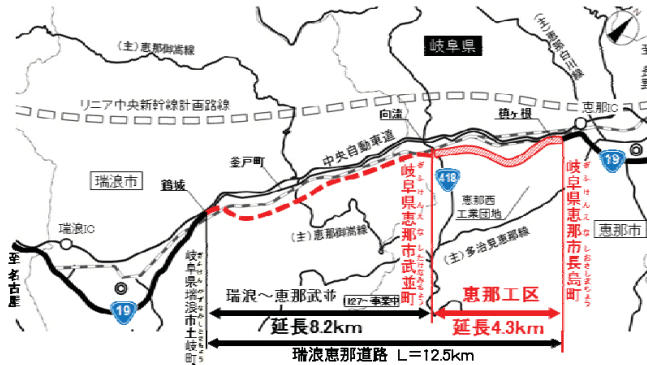 (主)恵那御嵩線
岐阜県
(主)恵那白川線
リニア中央新幹線計画路線
向濃
槙ヶ根
恵那IC
中央自動車道
釜戸町
鶴城
瑞浪市
19
418
恵那西
工業団地
恵那市
瑞浪IC
(主)恵那御嵩線
(主)多治見恵那線
至名古屋
19
岐阜県瑞浪市土岐町
岐阜県恵那市武並町
岐阜県恵那市長島町
瑞浪～恵那武並
H27～事業中
恵那工区
延長8.2km
延長4.3km
瑞浪恵那道路 L=12.5km